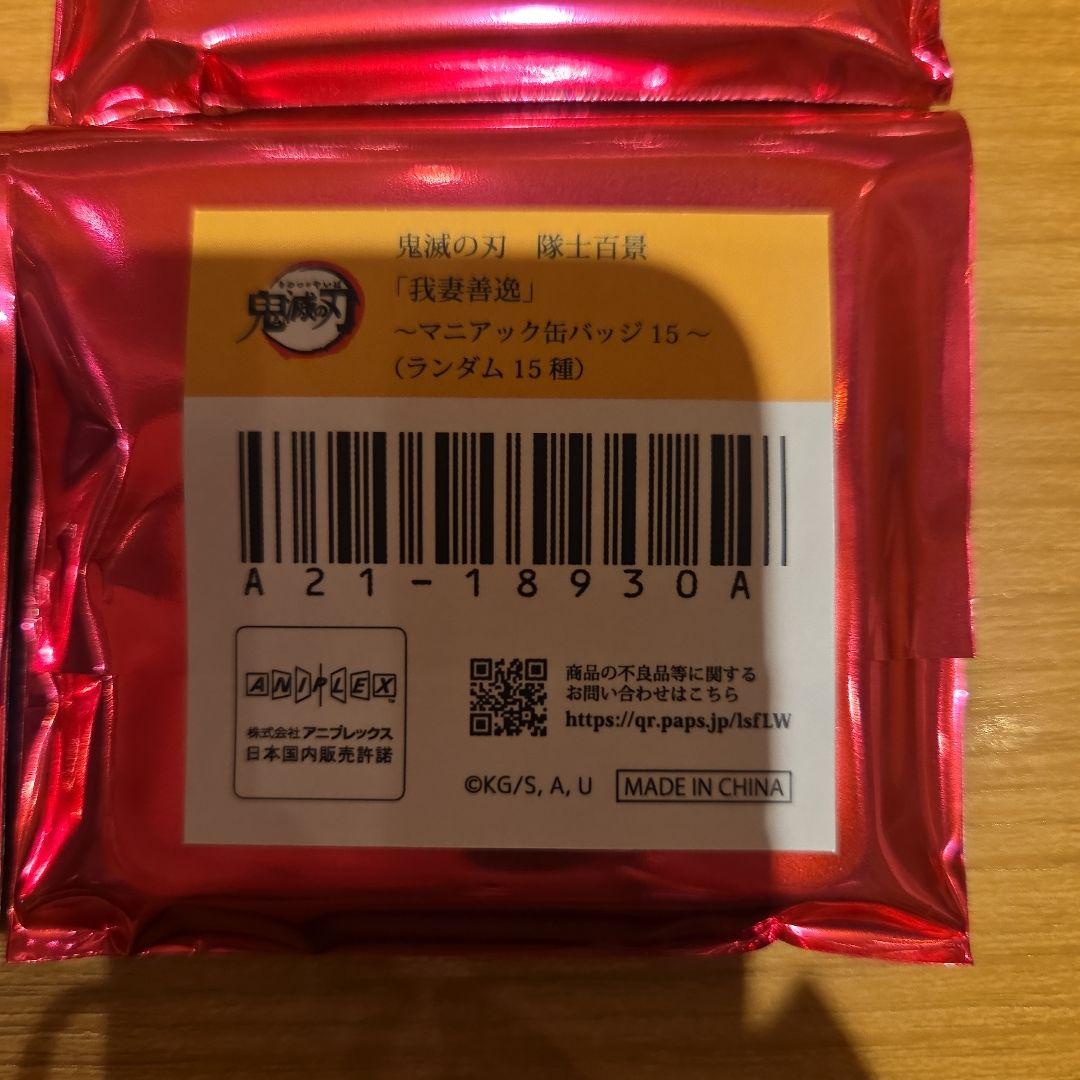 鬼滅の刃　隊士百景
「我妻善逸」
～マニアック缶バッジ15～
（ランダム15種）
鬼滅の刃
A21-18930A
ANIPLEX
株式会社アニプレックス
日本国内販売許諾
商品の不良品等に関する
お問い合わせはこちら
https://qr.paps.jp/lsfLW
©KG/S, A, U
MADE IN CHINA